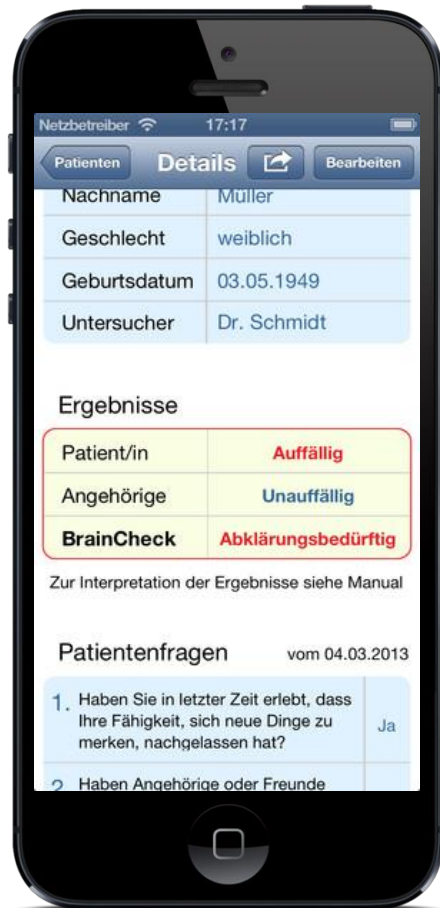 Netzbetreiber 17:17
Patienten Details Bearbeiten
Nachname Müller
Geschlecht weiblich
Geburtsdatum 03.05.1949
Untersucher Dr. Schmidt
Ergebnisse
Patient/in Auffällig
Angehörige Unauffällig
BrainCheck Abklärungsbedürftig
Zur Interpretation der Ergebnisse siehe Manual
Patientenfragen vom 04.03.2013
1. Haben Sie in letzter Zeit erlebt, dass
Ihre Fähigkeit, sich neue Dinge zu Ja
merken, nachgelassen hat?
2. Haben Angehörige oder Freunde